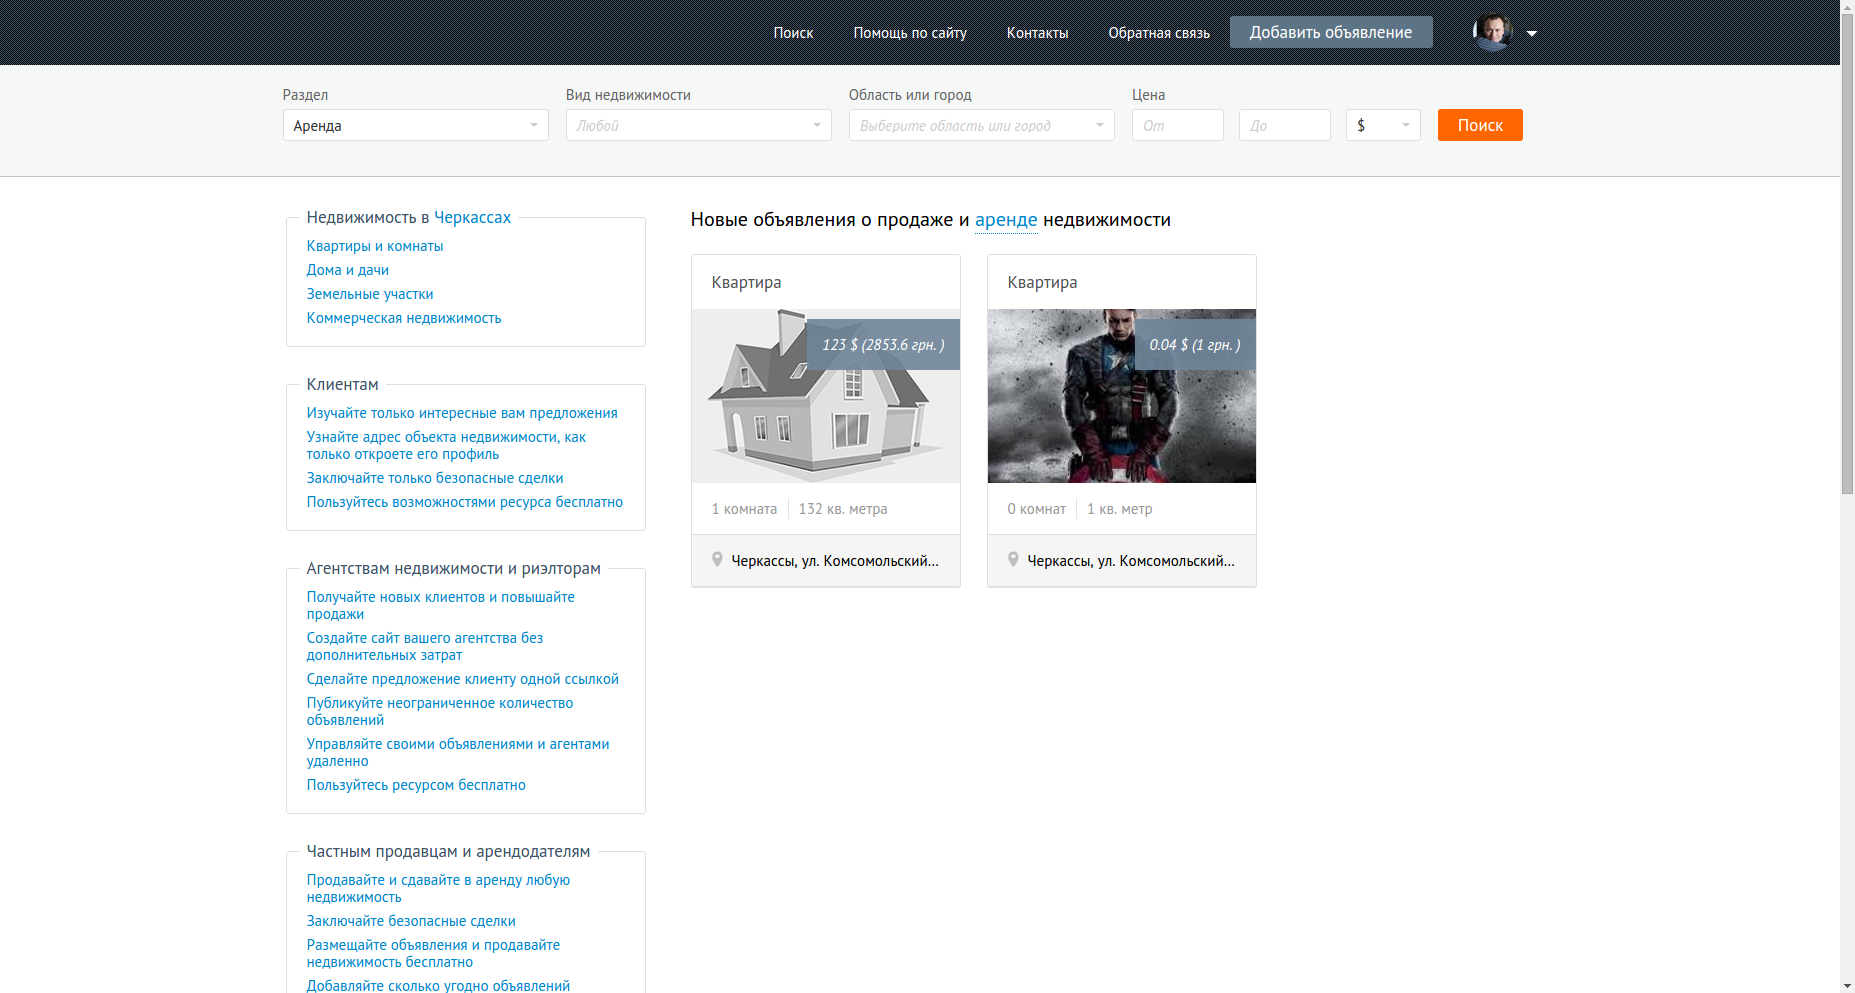 Поиск
Помощь по сайту
Контакты
Обратная связь
Добавить объявление
Раздел
Вид недвижимости
Область или город
Цена
Аренда
Любой
Выберите область или город
От
До
$
Поиск
Недвижимость в Черкассах
Квартиры и комнаты
Дома и дачи
Земельные участки
Коммерческая недвижимость
Клиентам
Изучайте только интересные вам предложения
Узнайте адрес объекта недвижимости, как
только откроете его профиль
Заключайте только безопасные сделки
Пользуйтесь возможностями ресурса бесплатно
Агентствам недвижимости и риэлторам
Получайте новых клиентов и повышайте
продажи
Создайте сайт вашего агентства без
дополнительных затрат
Сделайте предложение клиенту одной ссылкой
Публикуйте неограниченное количество
объявлений
Управляйте своими объявлениями и агентами
удаленно
Пользуйтесь ресурсом бесплатно
Частным продавцам и арендодателям
Продавайте и сдавайте в аренду любую
недвижимость
Заключайте безопасные сделки
Размещайте объявления и продавайте
недвижимость бесплатно
Добавляйте сколько угодно объявлений
Новые объявления о продаже и аренде недвижимости
Квартира
123 $ (2853.6 грн. )
1 комната
132 кв. метра
Черкассы, ул. Комсомольский...
Квартира
0.04 $ (1 грн. )
0 комнат
1 кв. метр
Черкассы, ул. Комсомольский...